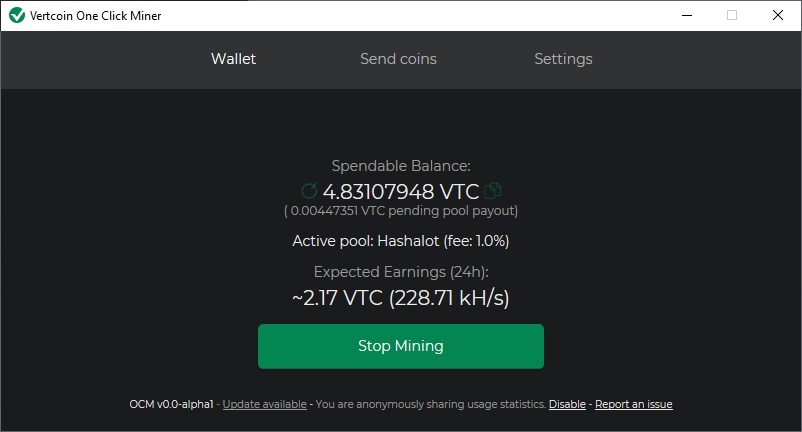 Vertcoin One Click Miner
Wallet Send coins Settings
Spendable Balance:
4.83107948 VTC
( 0.00447351 VTC pending pool payout)
Active pool: Hashalot (fee: 1.0%)
Expected Earnings (24h):
~2.17 VTC (228.71 kH/s)
Stop Mining
OCM v0.0-alpha1 - Update available - You are anonymously sharing usage statistics. Disable - Report an issue